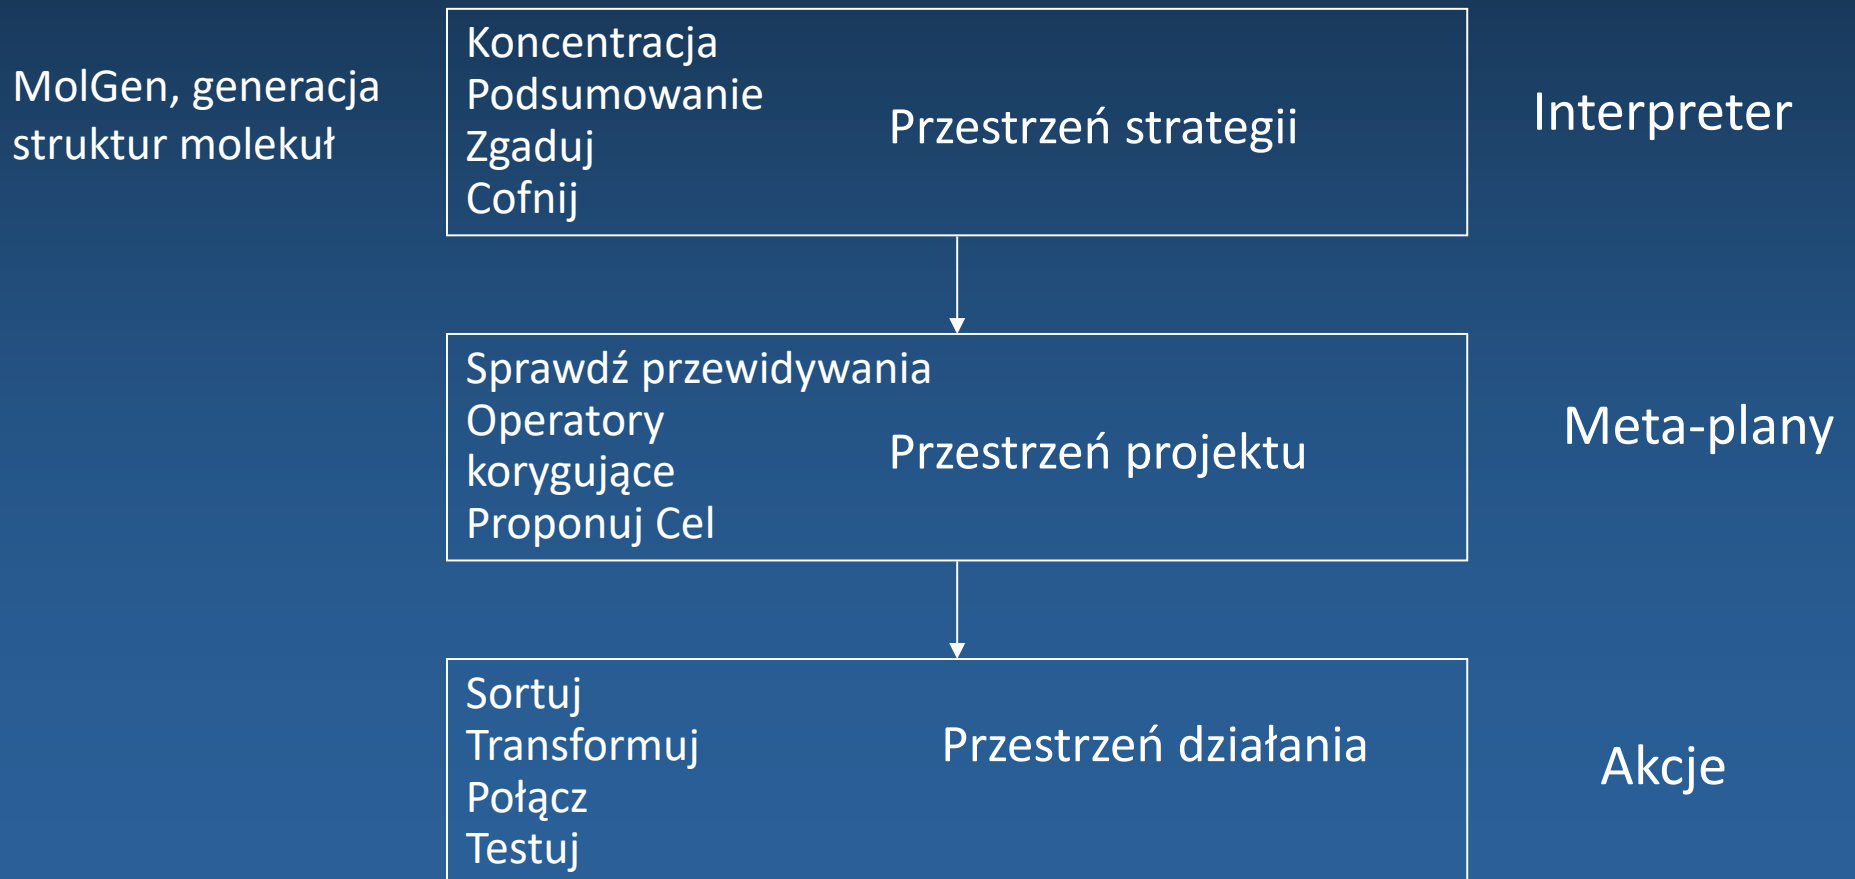 MolGen, generacja
struktur molekuł
Koncentracja
Podsumowanie
Zgaduj
Cofnij
Przestrzeń strategii
Interpreter
Sprawdź przewidywania
Operatory
korygujące
Proponuj Cel
Przestrzeń projektu
Meta-plany
Sortuj
Transformuj
Połącz
Testuj
Przestrzeń działania
Akcje